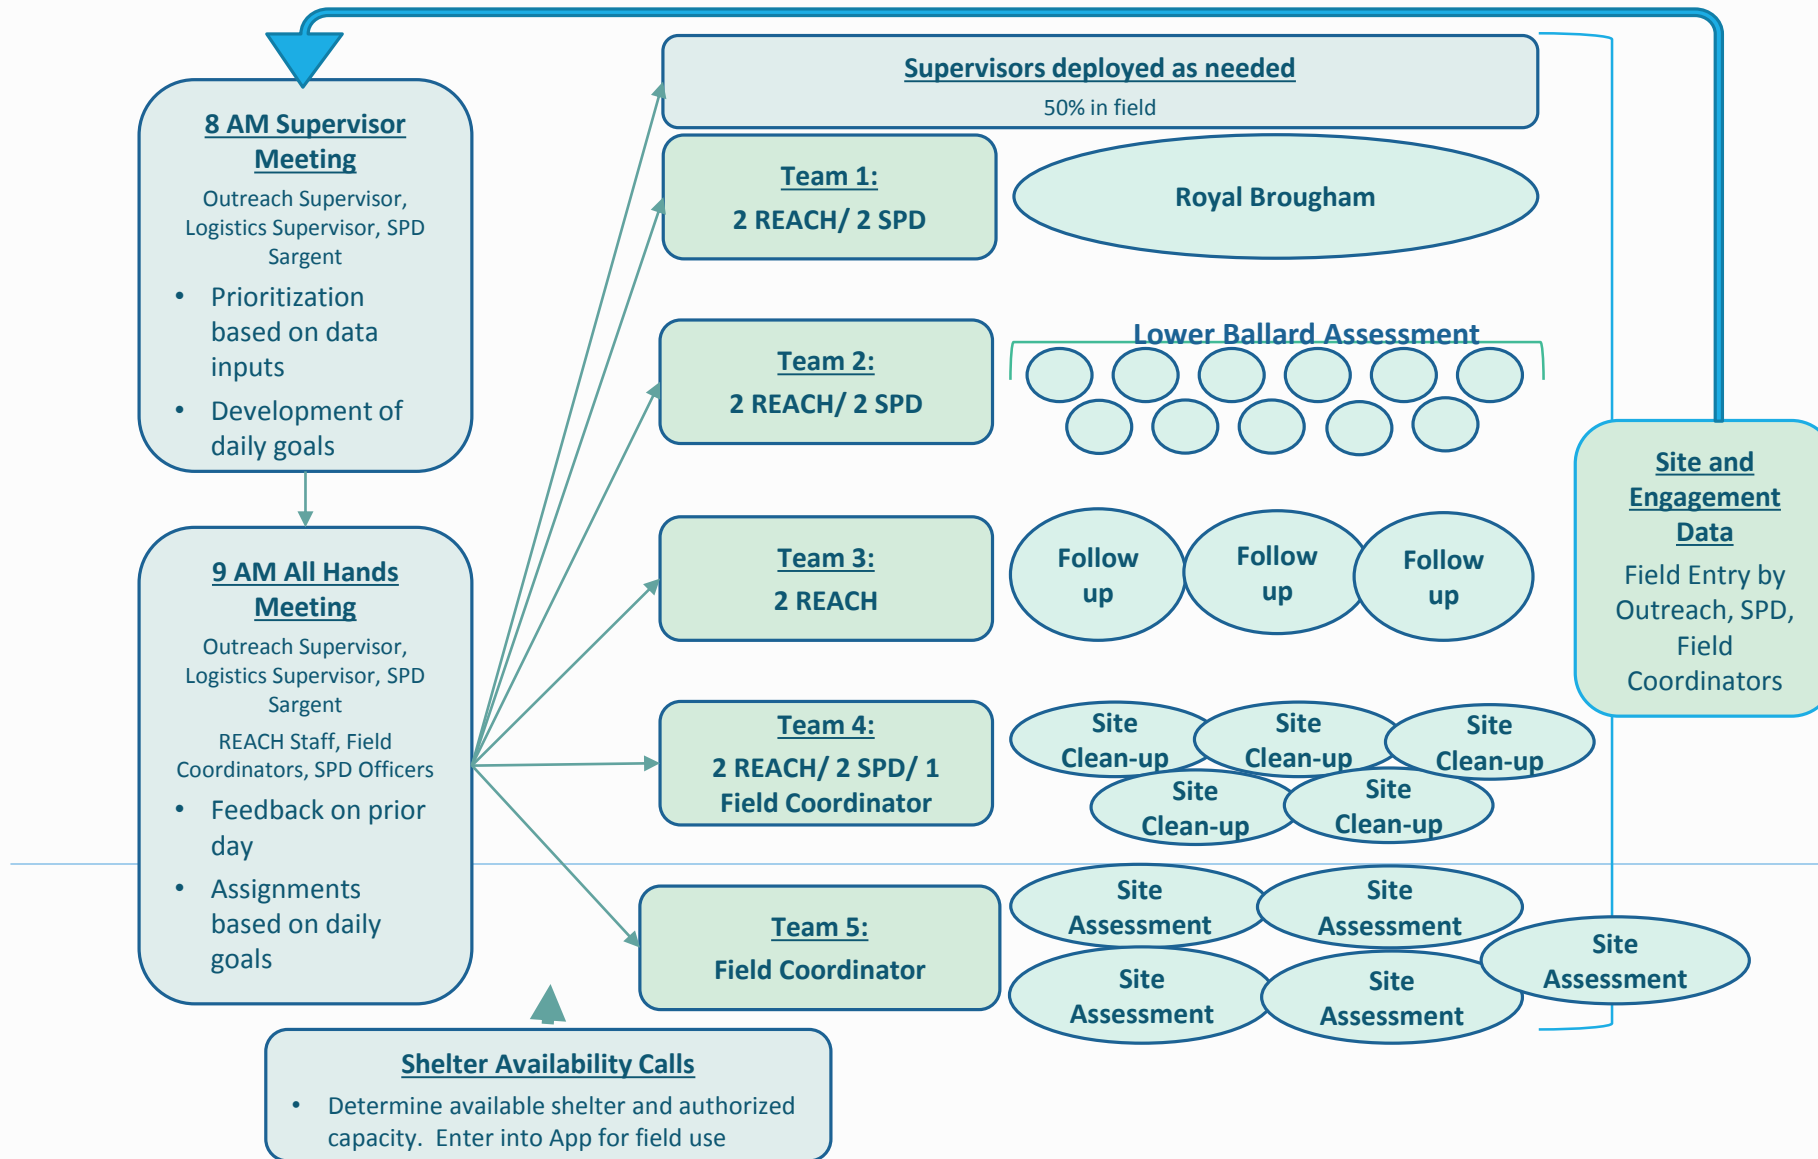 8 AM Supervisor
Meeting
Outreach Supervisor,
Logistics Supervisor, SPD
Sargent
• Prioritization
based on data
inputs
• Development of
daily goals
9 AM All Hands
Meeting
Outreach Supervisor,
Logistics Supervisor, SPD
Sargent
REACH Staff, Field
Coordinators, SPD Officers
• Feedback on prior
day
• Assignments
based on daily
goals
Shelter Availability Calls
• Determine available shelter and authorized
capacity. Enter into App for field use
Supervisors deployed as needed
50% in field
Team 1:
2 REACH/ 2 SPD
Royal Brougham
Team 2:
2 REACH/ 2 SPD
Lower Ballard Assessment
Team 3:
2 REACH
Follow
up
Follow
up
Follow
up
Team 4:
2 REACH/ 2 SPD/ 1
Field Coordinator
Site
Clean-up
Site
Clean-up
Site
Clean-up
Site
Clean-up
Site
Clean-up
Team 5:
Field Coordinator
Site
Assessment
Site
Assessment
Site
Assessment
Site
Assessment
Site
Assessment
Site and
Engagement
Data
Field Entry by
Outreach, SPD,
Field
Coordinators